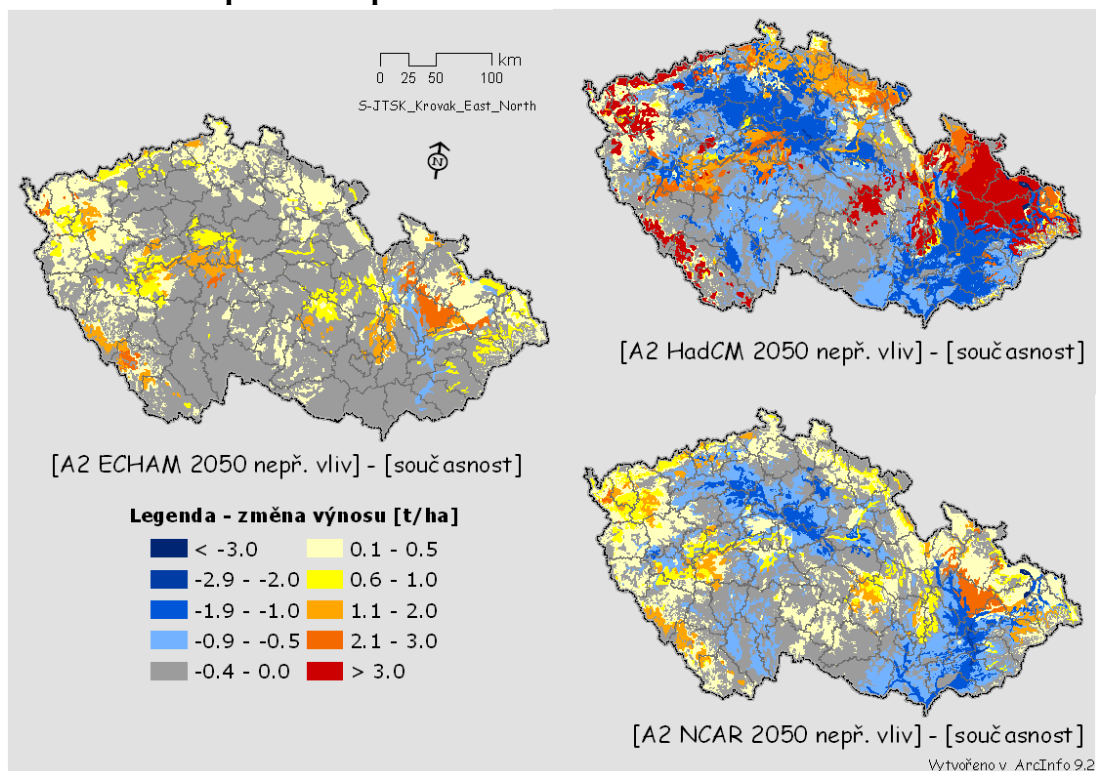 km
0 25 50 100
S-JTSK_Krovak_East_North
N
[A2 ECHAM 2050 nepř. vliv] - [současnost]
[A2 HadCM 2050 nepř. vliv] - [současnost]
Legenda - změna výnosu [t/ha]
< -3.0
-2.9 - -2.0
-1.9 - -1.0
-0.9 - -0.5
-0.4 - 0.0
0.1 - 0.5
0.6 - 1.0
1.1 - 2.0
2.1 - 3.0
> 3.0
[A2 NCAR 2050 nepř. vliv] - [současnost]
Vytvořeno v ArcInfo 9.2